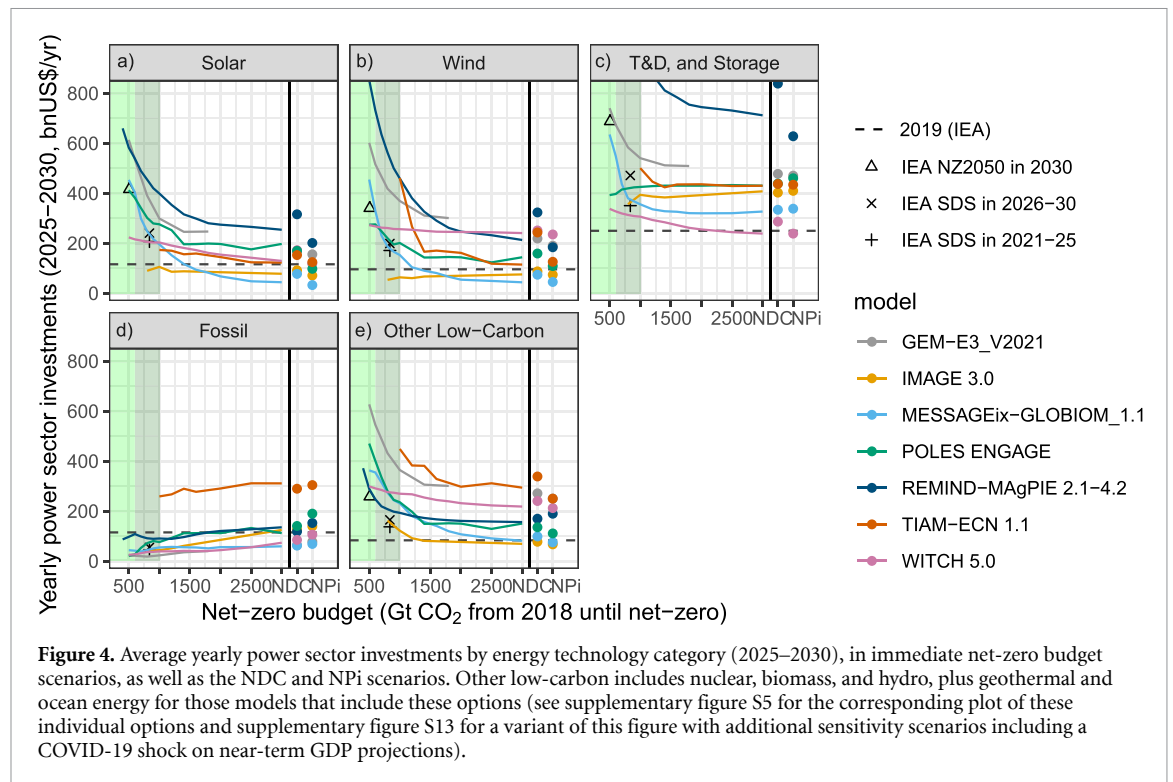 Yearly power sector investments (2025−2030, bnUS$/yr)
a) Solar
b) Wind
c) T&D, and Storage
800
600
400
200
0
500 1500 2500 NDC NPi
d) Fossil
e) Other Low−Carbon
800
600
400
200
0
500 1500 2500 NDC NPi
500 1500 2500 NDC NPi
Net−zero budget (Gt CO2 from 2018 until net−zero)
2019 (IEA)
IEA NZ2050 in 2030
IEA SDS in 2026−30
IEA SDS in 2021−25
model
GEM−E3_V2021
IMAGE 3.0
MESSAGEix−GLOBIOM_1.1
POLES ENGAGE
REMIND−MAgPIE 2.1−4.2
TIAM−ECN 1.1
WITCH 5.0
Figure 4. Average yearly power sector investments by energy technology category (2025–2030), in immediate net-zero budget
scenarios, as well as the NDC and NPi scenarios. Other low-carbon includes nuclear, biomass, and hydro, plus geothermal and
ocean energy for those models that include these options (see supplementary figure S5 for the corresponding plot of these
individual options and supplementary figure S13 for a variant of this figure with additional sensitivity scenarios including a
COVID-19 shock on near-term GDP projections).